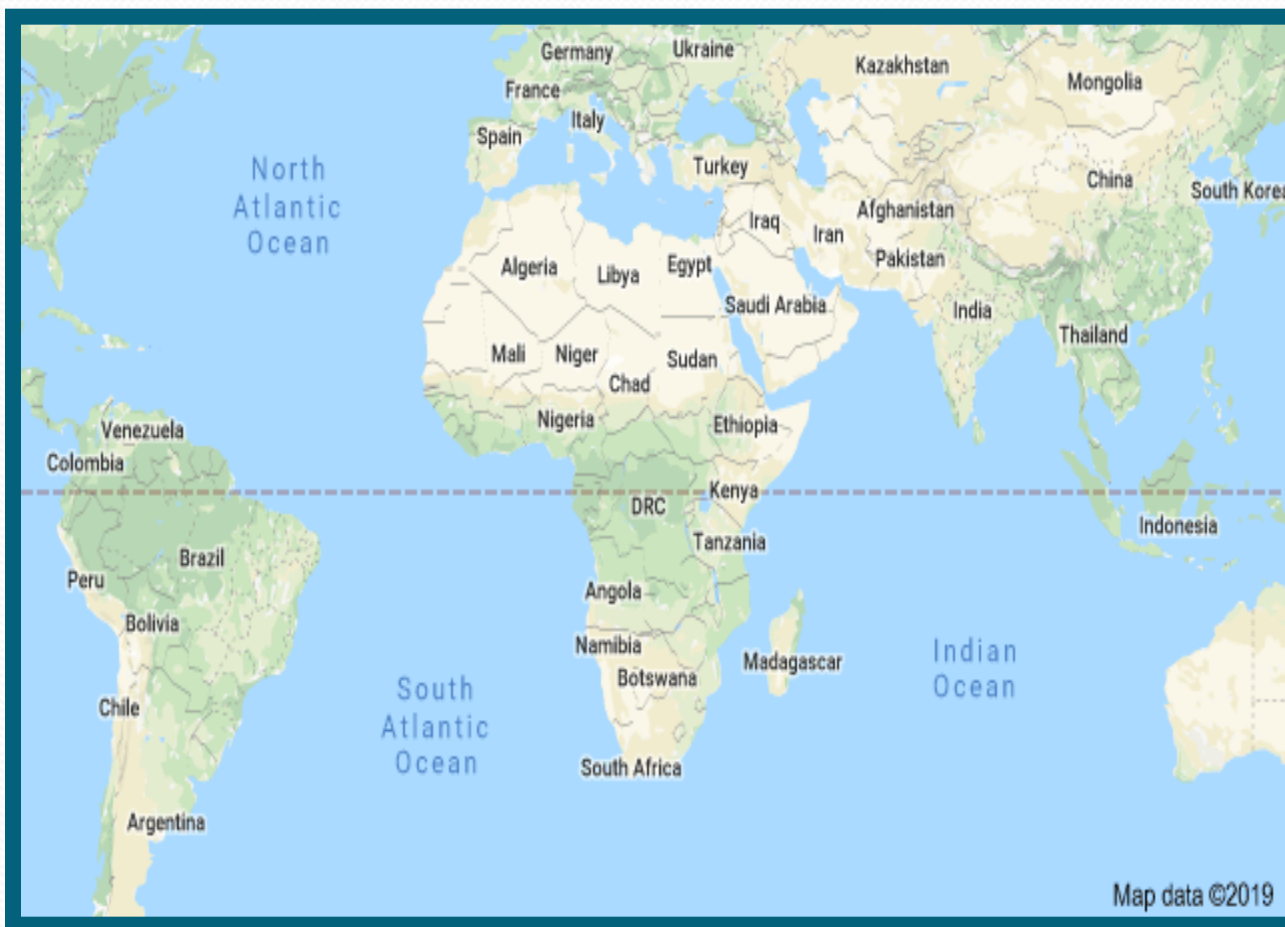 Germany
Ukraine
Kazakhstan
Mongolia
France
Italy
Spain
Turkey
China
South Korea
North
Atlantic
Ocean
Afghanistan
Iraq
Iran
Pakistan
Algeria
Libya
Egypt
Saudi Arabia
India
Thailand
Mali
Niger
Chad
Sudan
Nigeria
Ethiopia
Venezuela
Colombia
Kenya
DRC
Indonesia
Tanzania
Brazil
Peru
Angola
Bolivia
Namibia
Botswana
Madagascar
Indian
Ocean
Chile
South
Atlantic
Ocean
South Africa
Argentina
Map data ©2019